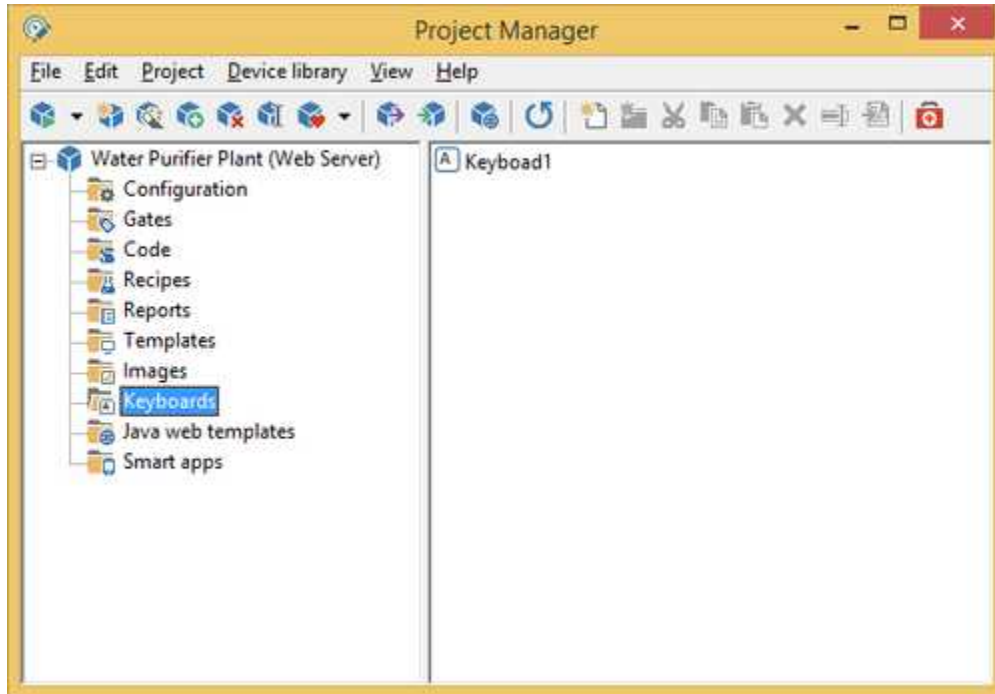 Project Manager
File Edit Project Device library View Help
Water Purifier Plant (Web Server)
Configuration
Gates
Code
Recipes
Reports
Templates
Images
Keyboards
Java web templates
Smart apps
Keyboad1